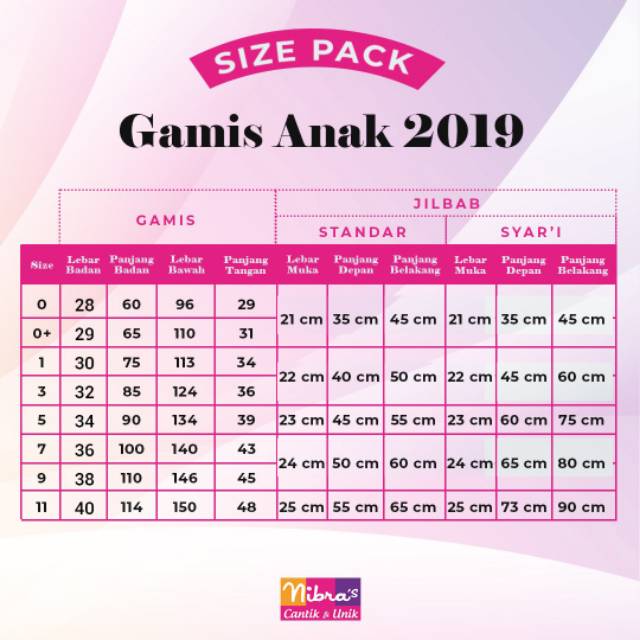 SIZE PACK
Gamis Anak 2019
JILBAB
GAMIS
STANDAR SYAR'I
Size Lebar Badan Panjang Badan Lebar Bawah Panjang Tangan Lebar Muka Panjang Depan Panjang Belakang Lebar Muka Panjang Depan Panjang Belakang
0 28 60 96 29
21 cm 35 cm 45 cm 21 cm 35 cm 45 cm
0+ 29 65 110 31
1 30 75 113 34
22 cm 40 cm 50 cm 22 cm 45 cm 60 cm
3 32 85 124 36
5 34 90 134 39 23 cm 45 cm 55 cm 23 cm 60 cm 75 cm
7 36 100 140 43
24 cm 50 cm 60 cm 24 cm 65 cm 80 cm
9 38 110 146 45
11 40 114 150 48 25 cm 55 cm 65 cm 25 cm 73 cm 90 cm
Nibra's
Cantik & Unik